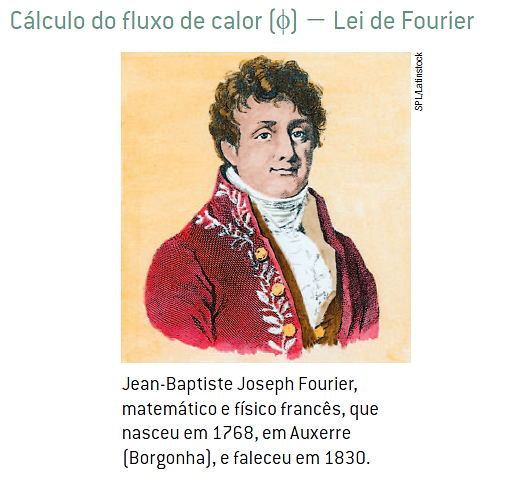 Cálculo do fluxo de calor (ϕ) — Lei de Fourier
SPL/Latinstock
Jean-Baptiste Joseph Fourier,
matemático e físico francês, que
nasceu em 1768, em Auxerre
(Borgonha), e faleceu em 1830.